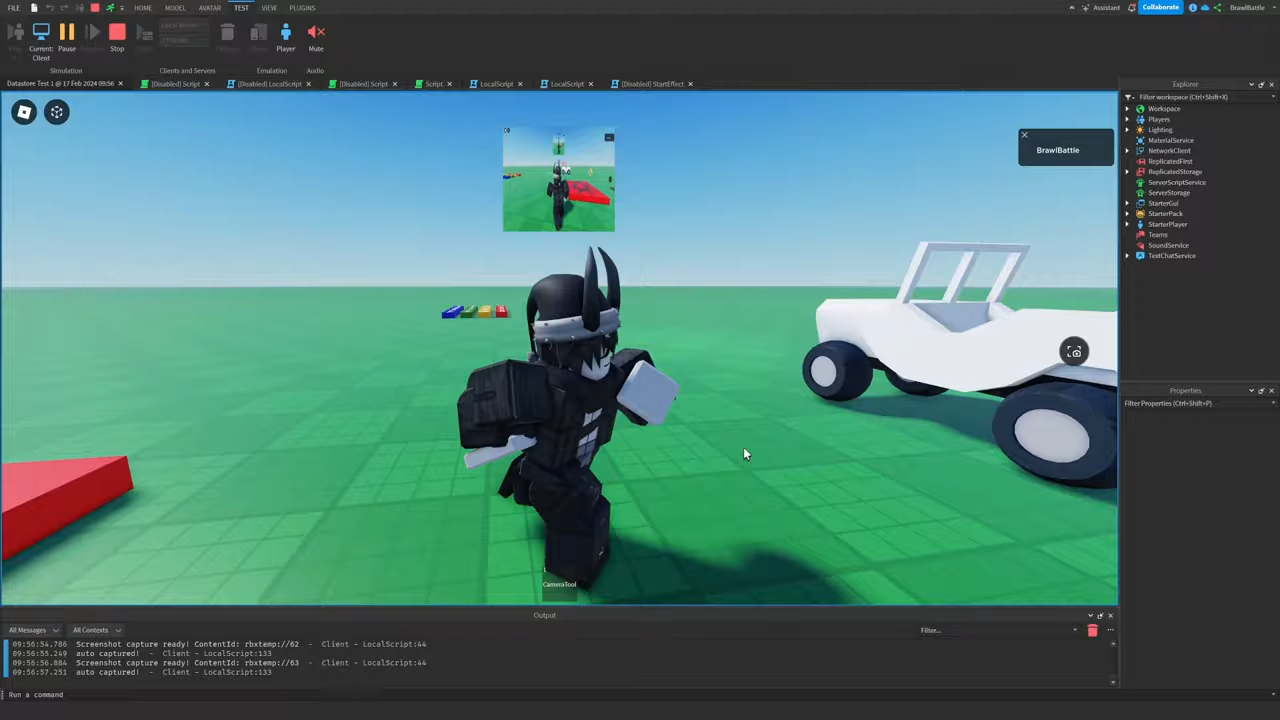 FILE HOME MODEL AVATAR TEST VIEW PLUGINS Assistant Collaborate BrawlBattle
Current: Client Pause Stop Player Mute
Simulation Clients and Servers Emulation Audio
Datastore Test 1 @ 17 Feb 2024 09:56 [Disabled] Script [Disabled] LocalScript [Disabled] Script Script LocalScript LocalScript [Disabled] StartEffect Explorer
Filter workspace (Ctrl+Shift+X)
Workspace
Players
Lighting
MaterialService
NetworkClient
ReplicatedFirst
ReplicatedStorage
ServerScriptService
ServerStorage
StarterGui
StarterPack
StarterPlayer
Teams
SoundService
TextChatService
BrawlBattle
Properties
Filter Properties (Ctrl+Shift+P)
CameraTool
Output
All Messages All Contexts Filter...
09:56:54.786 Screenshot capture ready! ContentId: rbxtemp://62 - Client - LocalScript:44
09:56:55.249 auto captured! - Client - LocalScript:133
09:56:56.884 Screenshot capture ready! ContentId: rbxtemp://63 - Client - LocalScript:44
09:56:57.251 auto captured! - Client - LocalScript:133
Run a command